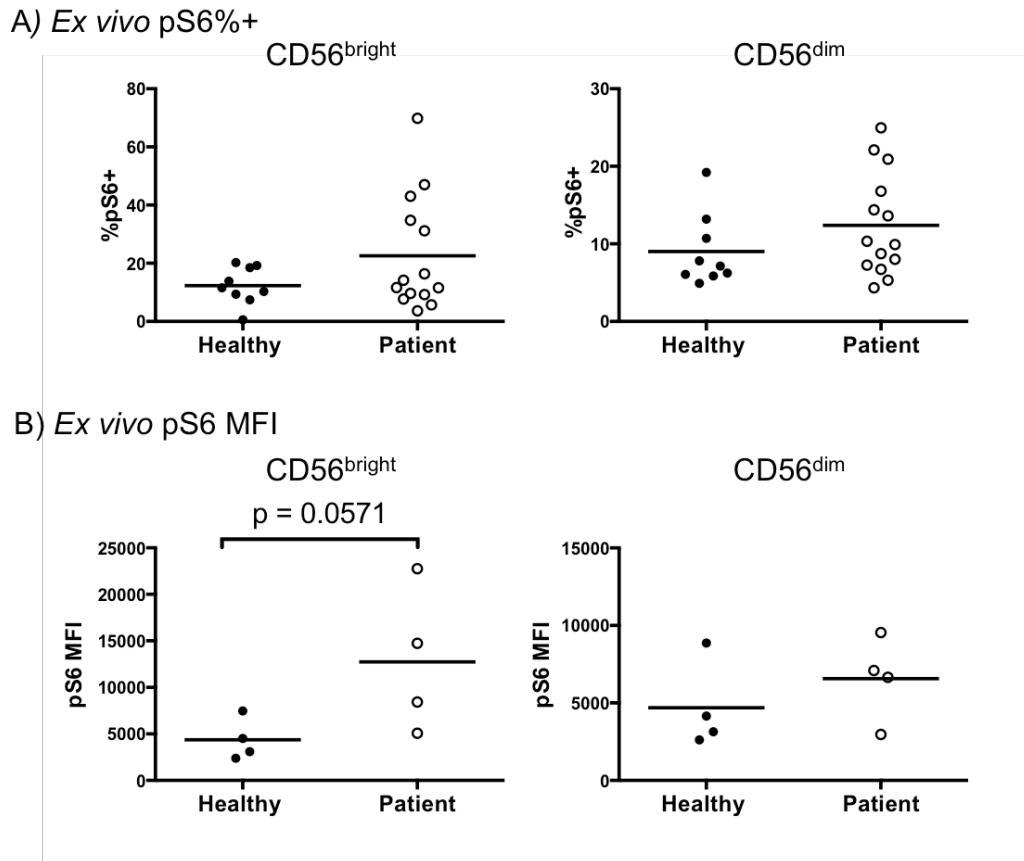 A) Ex vivo pS6%+
CD56bright
CD56dim
80
60
40
20
0
%pS6+
Healthy
Patient
30
20
10
0
%pS6+
Healthy
Patient
B) Ex vivo pS6 MFI
CD56bright
CD56dim
p = 0.0571
25000
20000
15000
10000
5000
0
pS6 MFI
Healthy
Patient
15000
10000
5000
0
pS6 MFI
Healthy
Patient